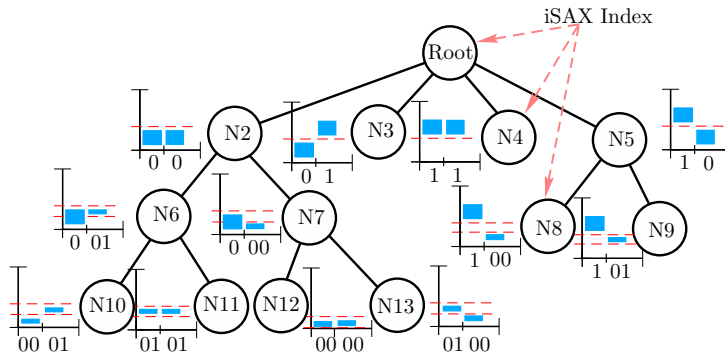 iSAX Index
Root
N2
N3
N4
N5
0 0
0 1
1 1
1 0
N6
N7
N8
N9
0 01
0 00
1 00
1 01
N10
N11
N12
N13
00 01
01 01
00 00
01 00